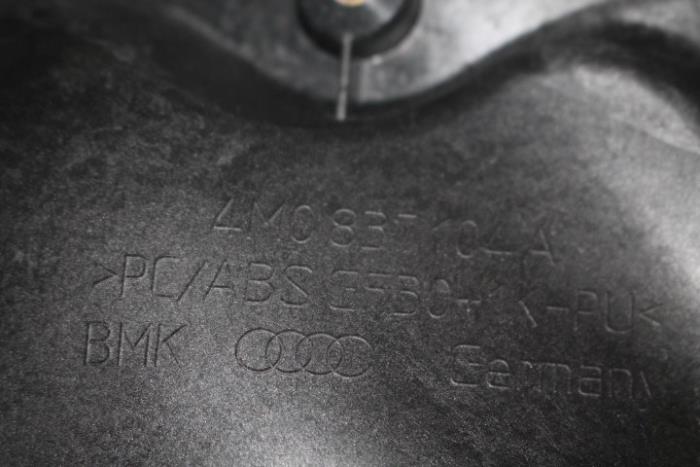 4M0 837 104 A
>PC/ABS
BMK Germany